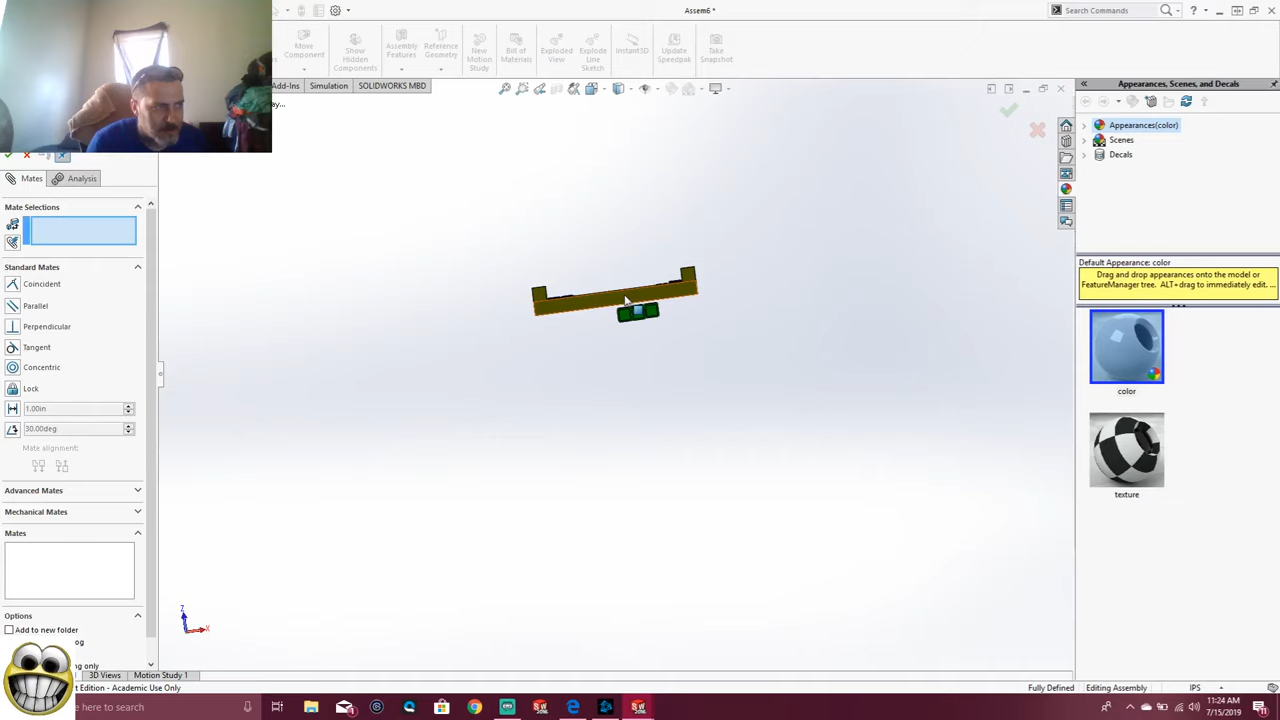 Assem6 *
Search Commands
Move Component
Show Hidden Components
Assembly Features
Reference Geometry
New Motion Study
Bill of Materials
Exploded View
Explode Line Sketch
Instant3D
Update Speedpak
Take Snapshot
Add-Ins
Simulation
SOLIDWORKS MBD
Appearances, Scenes, and Decals
Appearances(color)
Scenes
Decals
Mates
Analysis
Mate Selections
Standard Mates
Coincident
Parallel
Perpendicular
Tangent
Concentric
Lock
1.00in
30.00deg
Mate alignment:
Advanced Mates
Mechanical Mates
Mates
Options
Add to new folder
Default Appearance: color
Drag and drop appearances onto the model or
FeatureManager tree. ALT+drag to immediately edit. ...
color
texture
Z
X
3D Views
Motion Study 1
t Edition - Academic Use Only
Fully Defined
Editing Assembly
IPS
here to search
11:24 AM
7/15/2019